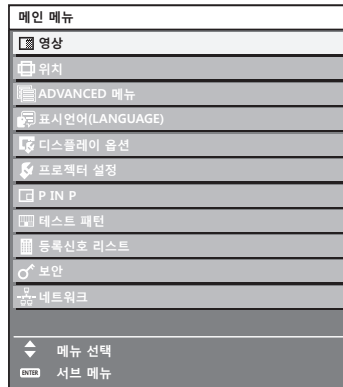 메인 메뉴
영상
위치
ADVANCED 메뉴
표시언어(LANGUAGE)
디스플레이 옵션
프로젝터 설정
P IN P
테스트 패턴
등록신호 리스트
보안
네트워크
메뉴 선택
ENTER 서브 메뉴